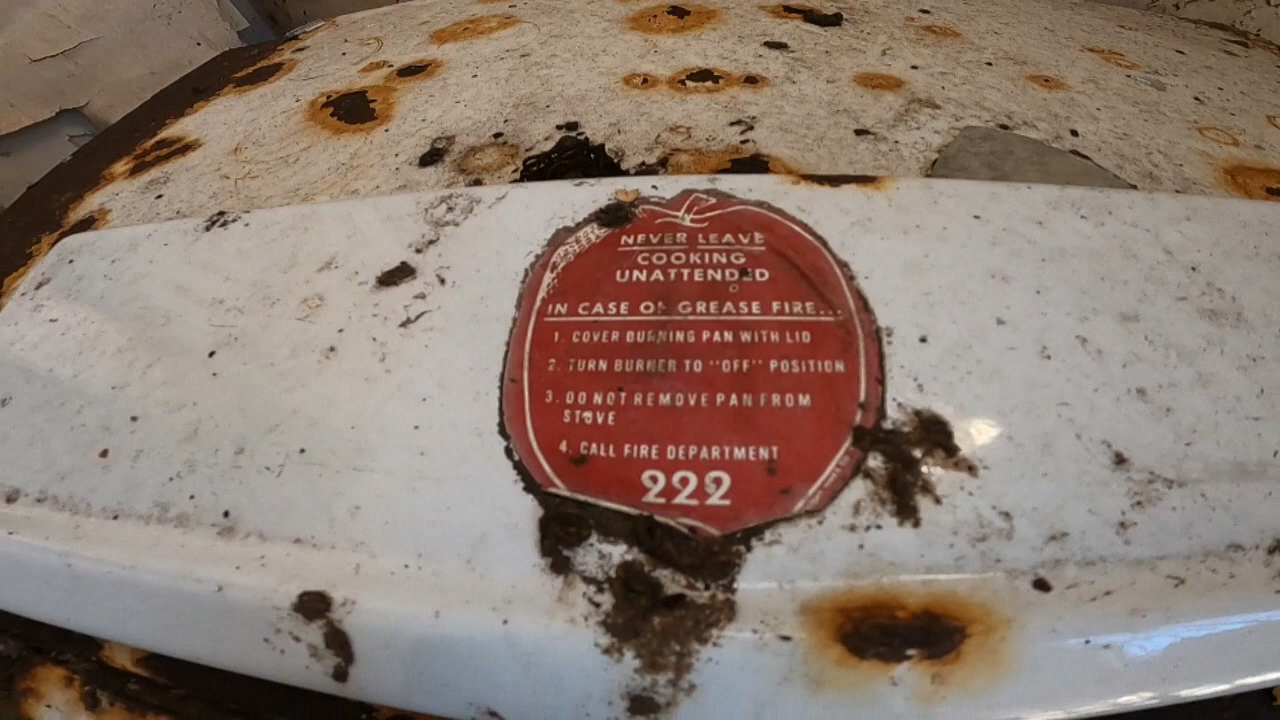 NEVER LEAVE
COOKING
UNATTENDED
IN CASE OF GREASE FIRE...
1. COVER BURNING PAN WITH LID
2. TURN BURNER TO "OFF" POSITION
3. DO NOT REMOVE PAN FROM
STOVE
4. CALL FIRE DEPARTMENT
222